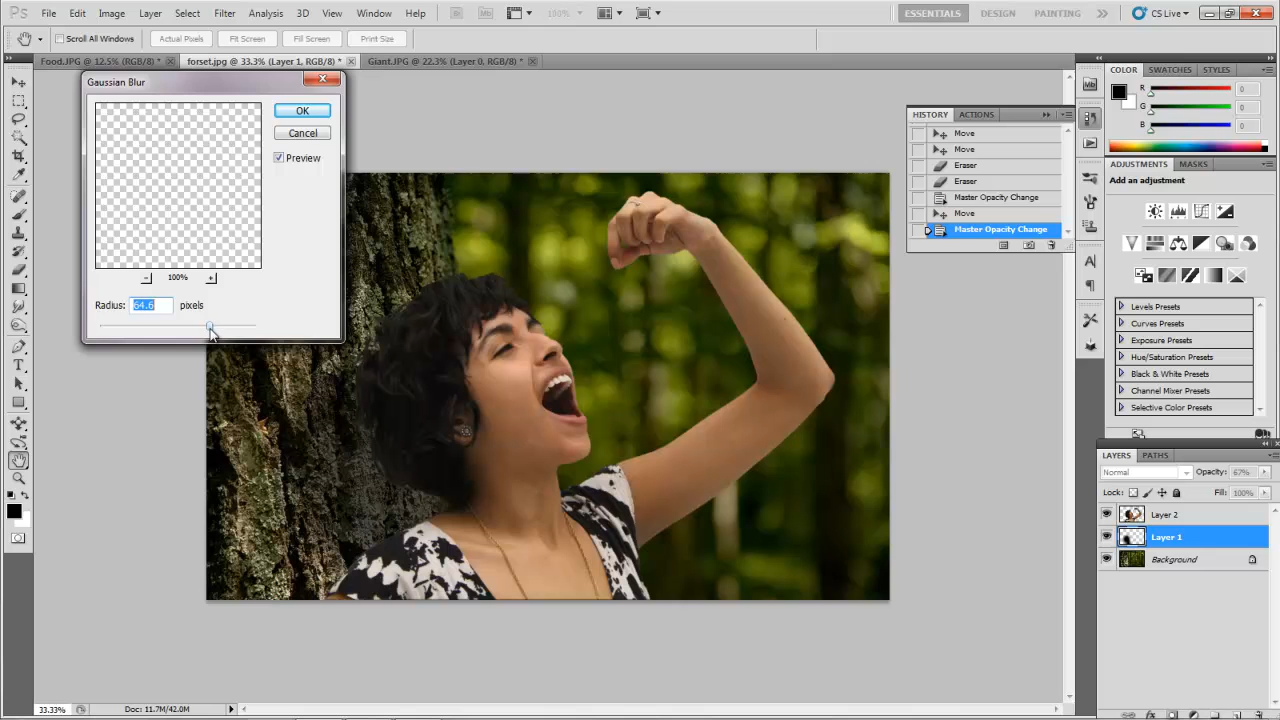 Ps File Edit Image Layer Select Filter Analysis 3D View Window Help Mb 100% ESSENTIALS DESIGN PAINTING CS Live
Scroll All Windows Actual Pixels Fit Screen Fill Screen Print Size
Food.JPG @ 12.5% (RGB/8) * forset.jpg @ 33.3% (Layer 1, RGB/8) * Giant.JPG @ 22.3% (Layer 0, RGB/8) *
Gaussian Blur
OK
Cancel
Preview
100%
Radius: 64.6 pixels
HISTORY ACTIONS
Move
Move
Eraser
Eraser
Master Opacity Change
Move
Master Opacity Change
COLOR SWATCHES STYLES
R 0
G 0
B 0
ADJUSTMENTS MASKS
Add an adjustment
Levels Presets
Curves Presets
Exposure Presets
Hue/Saturation Presets
Black & White Presets
Channel Mixer Presets
Selective Color Presets
LAYERS PATHS
Normal Opacity: 67%
Lock: Fill: 100%
Layer 2
Layer 1
Background
33.33% Doc: 11.7M/42.0M